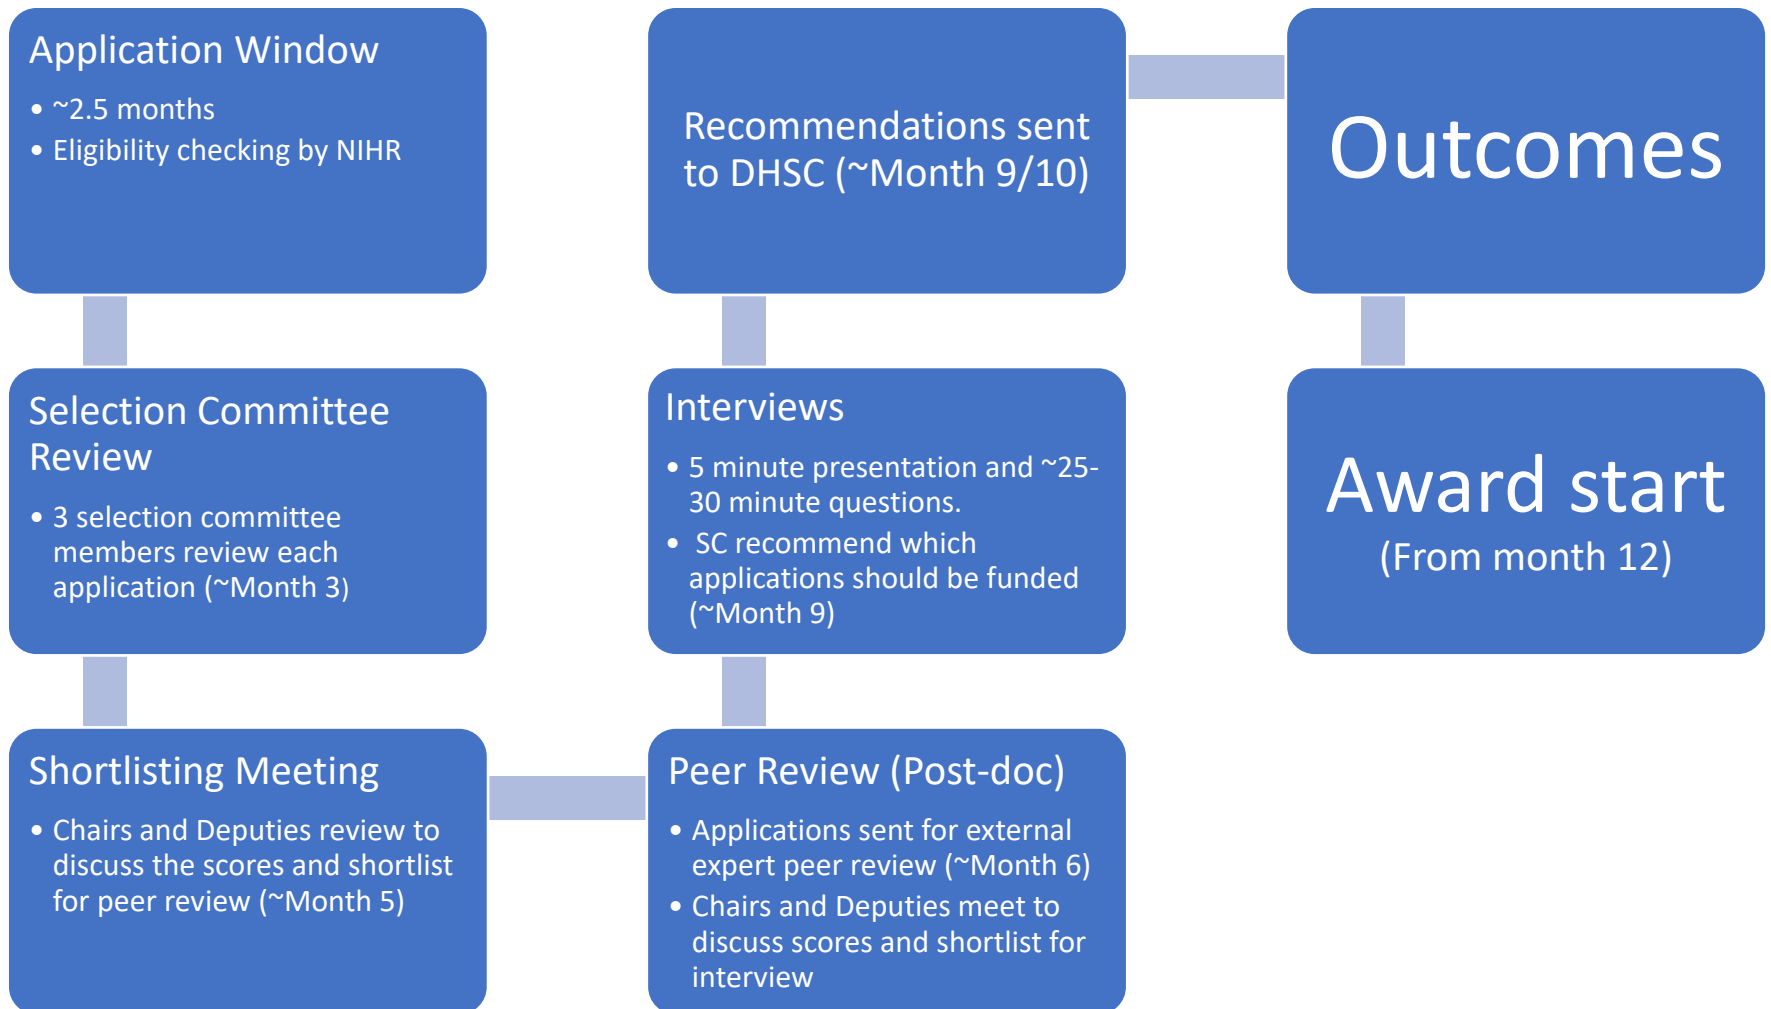 Application Window
• ~2.5 months
• Eligibility checking by NIHR
Selection Committee
Review
• 3 selection committee
members review each
application (~Month 3)
Shortlisting Meeting
• Chairs and Deputies review to
discuss the scores and shortlist
for peer review (~Month 5)
Peer Review (Post-doc)
• Applications sent for external
expert peer review (~Month 6)
• Chairs and Deputies meet to
discuss scores and shortlist for
interview
Interviews
• 5 minute presentation and ~25-
30 minute questions.
• SC recommend which
applications should be funded
(~Month 9)
Recommendations sent
to DHSC (~Month 9/10)
Outcomes
Award start
(From month 12)